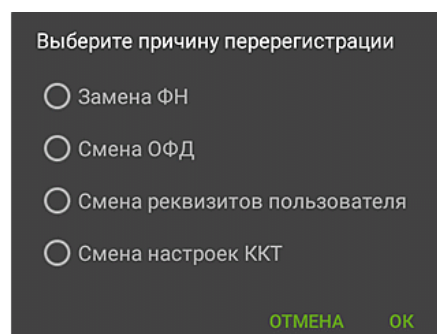 Выберите причину перерегистрации
Замена ФН
Смена ОФД
Смена реквизитов пользователя
Смена настроек ККТ
ОТМЕНА ОК